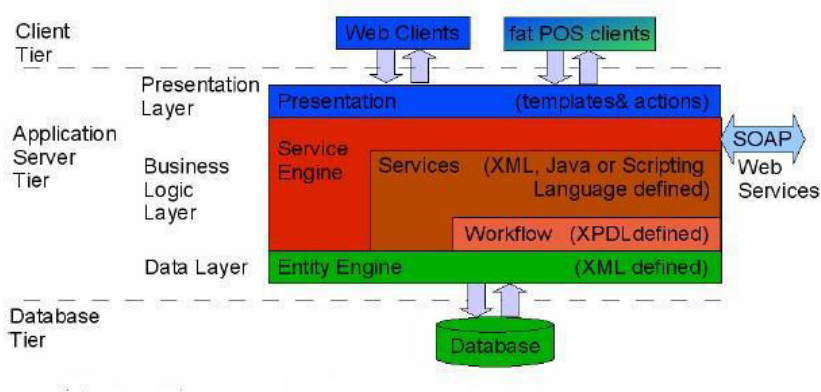 Client
Tier
Web Clients
fat POS clients
Presentation
Layer
Presentation (templates& actions)
Application
Server
Tier
Service
Engine
SOAP
Web
Services
Business
Logic
Layer
Services (XML, Java or Scripting
Language defined)
Workflow (XPDLdefined)
Data Layer
Entity Engine (XML defined)
Database
Tier
Database